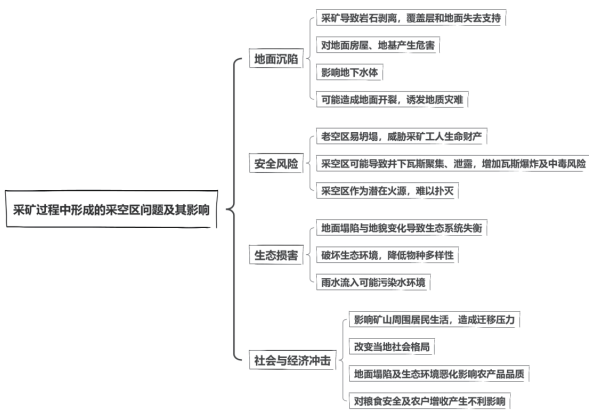 采矿过程中形成的采空区问题及其影响
地面沉陷
采矿导致岩石剥离，覆盖层和地面失去支持
对地面房屋、地基产生危害
影响地下水体
可能造成地面开裂，诱发地质灾难
安全风险
老空区易坍塌，威胁采矿工人生命财产
采空区可能导致井下瓦斯聚集、泄露，增加瓦斯爆炸及中毒风险
采空区作为潜在火源，难以扑灭
生态损害
地面塌陷与地貌变化导致生态系统失衡
破坏生态环境，降低物种多样性
雨水流入可能污染水环境
社会与经济冲击
影响矿山周围居民生活，造成迁移压力
改变当地社会格局
地面塌陷及生态环境恶化影响农产品品质
对粮食安全及农户增收产生不利影响